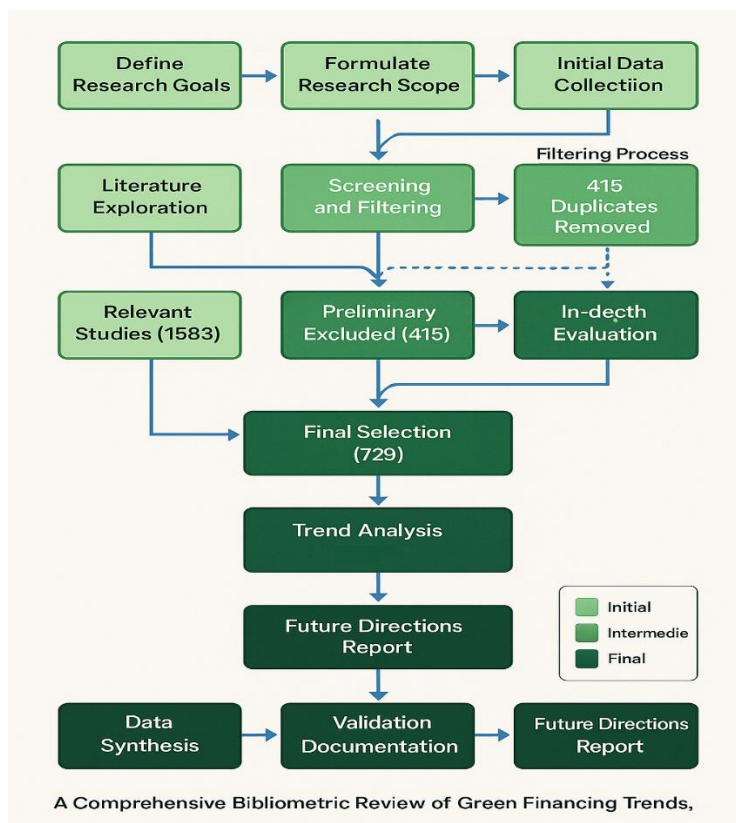 Define
Research Goals
Formulate
Research Scope
Initial Data
Collectiion
Filtering Process
Literature
Exploration
Screening
and Filtering
415
Duplicates
Removed
Relevant
Studies (1583)
Preliminary
Excluded (415)
In-decth
Evaluation
Final Selection
(729)
Trend Analysis
Future Directions
Report
Initial
Intermedie
Final
Data
Synthesis
Validation
Documentation
Future Directions
Report
A Comprehensive Bibliometric Review of Green Financing Trends,